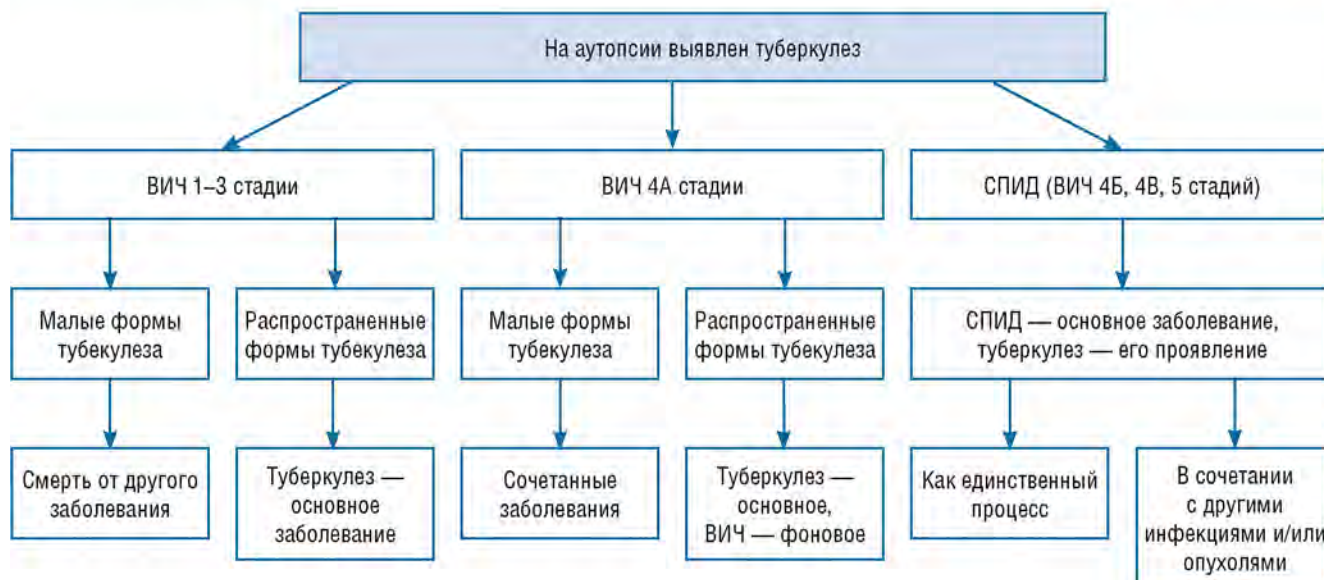 На аутопсии выявлен туберкулез
ВИЧ 1–3 стадии
ВИЧ 4А стадии
СПИД (ВИЧ 4Б, 4В, 5 стадий)
Малые формы
тубекулеза
Распространенные
формы тубекулеза
Малые формы
тубекулеза
Распространенные
формы тубекулеза
СПИД — основное заболевание,
туберкулез — его проявление
Смерть от другого
заболевания
Туберкулез —
основное
заболевание
Сочетанные
заболевания
Туберкулез —
основное,
ВИЧ — фоновое
Как единственный
процесс
В сочетании
с другими
инфекциями и/или
опухолями